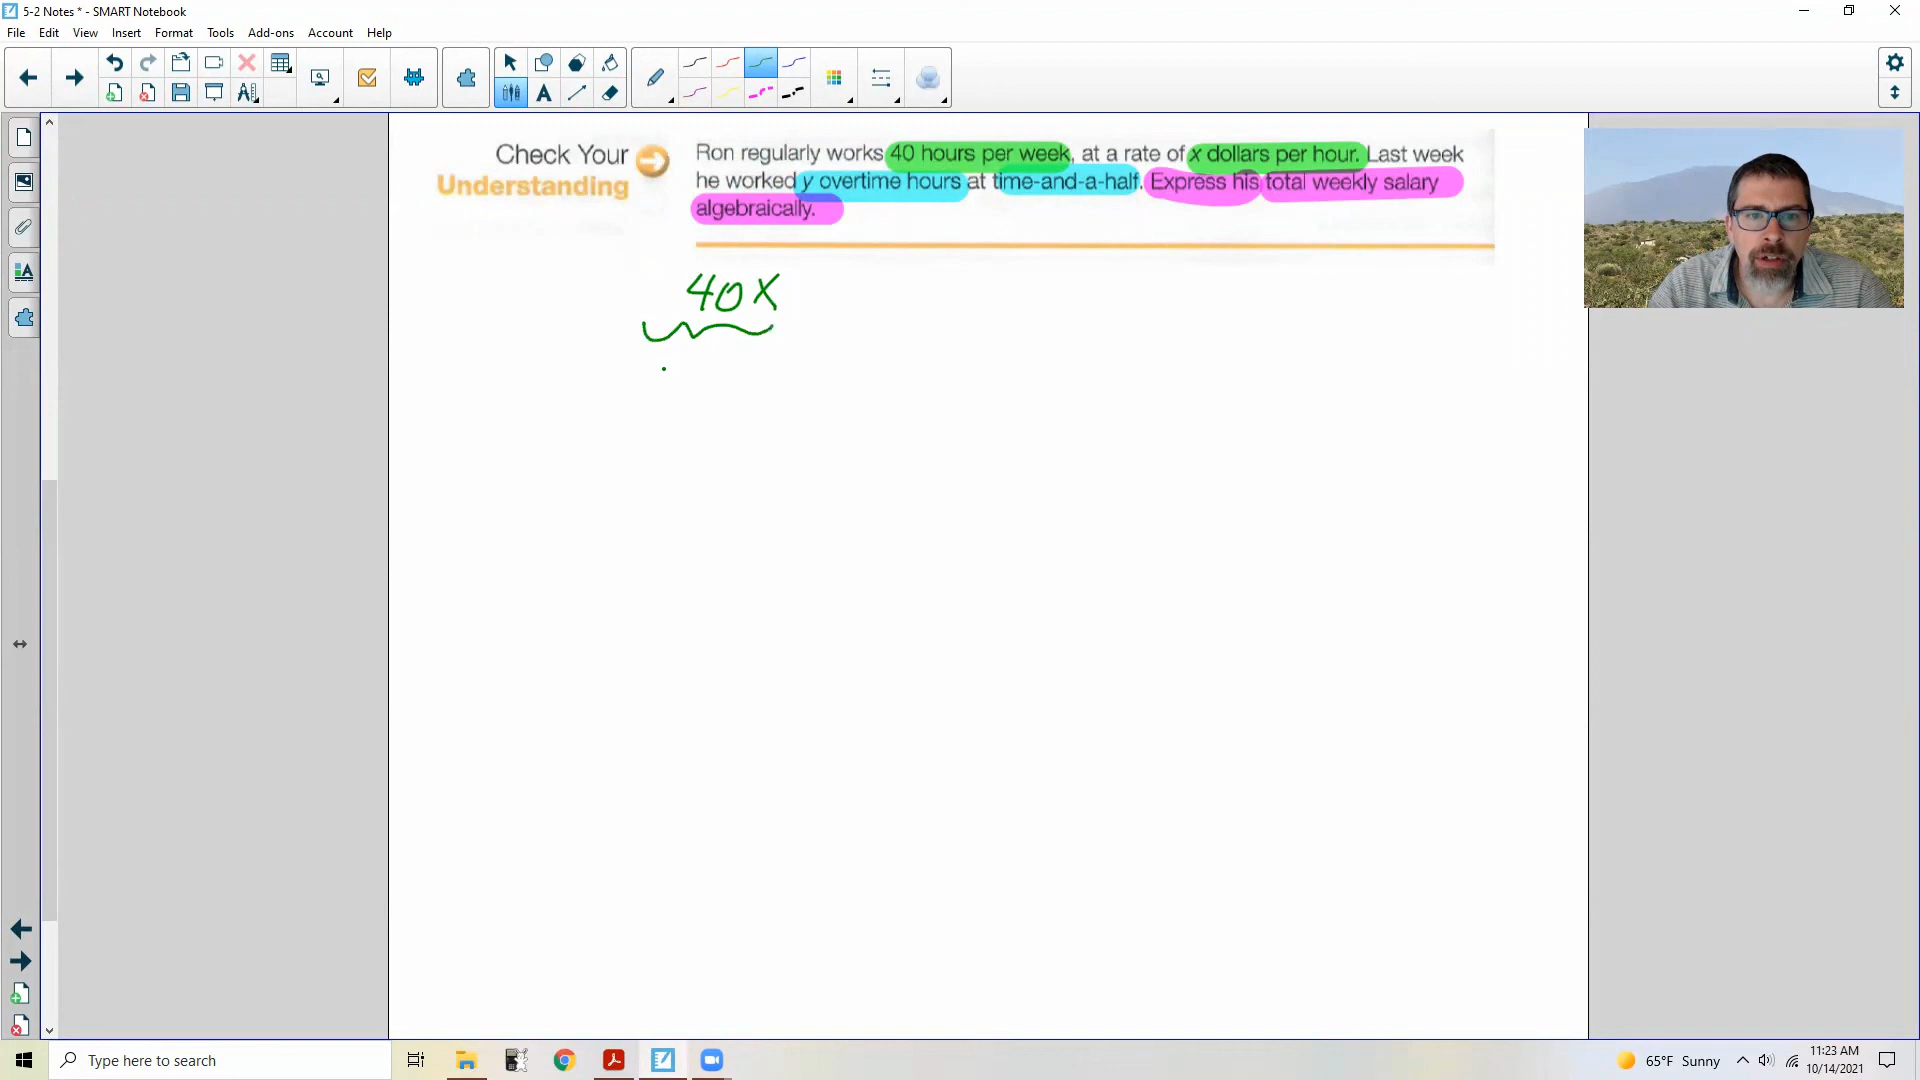 5-2 Notes * - SMART Notebook
File Edit View Insert Format Tools Add-ons Account Help
Check Your
Understanding
Ron regularly works 40 hours per week, at a rate of x dollars per hour. Last week
he worked y overtime hours at time-and-a-half. Express his total weekly salary
algebraically.
40x
Type here to search
65°F Sunny
11:23 AM
10/14/2021